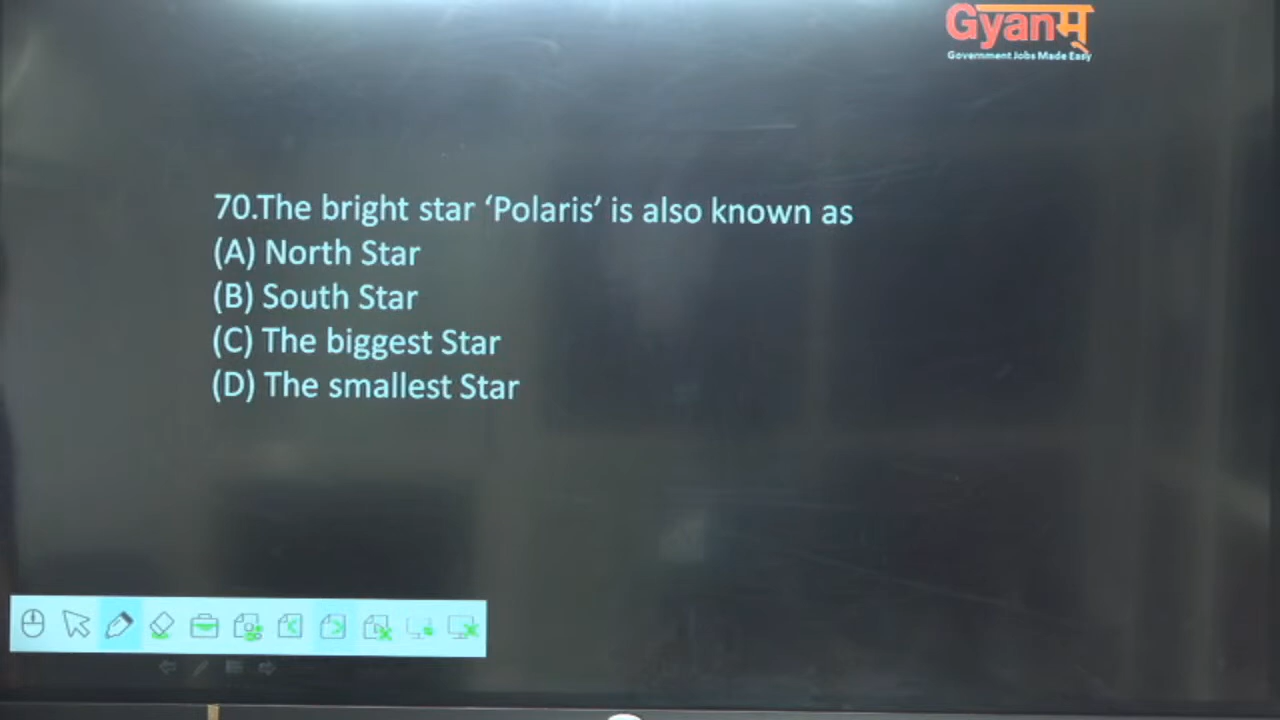 Gyanम्
Government Jobs Made Easy
70.The bright star ‘Polaris’ is also known as
(A) North Star
(B) South Star
(C) The biggest Star
(D) The smallest Star